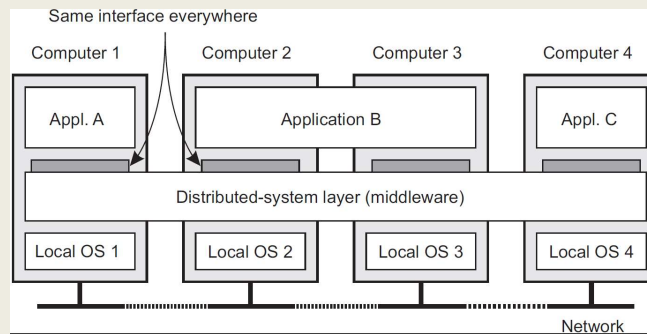 Same interface everywhere
Computer 1 Computer 2 Computer 3 Computer 4
Appl. A Application B Appl. C
Distributed-system layer (middleware)
Local OS 1 Local OS 2 Local OS 3 Local OS 4
Network